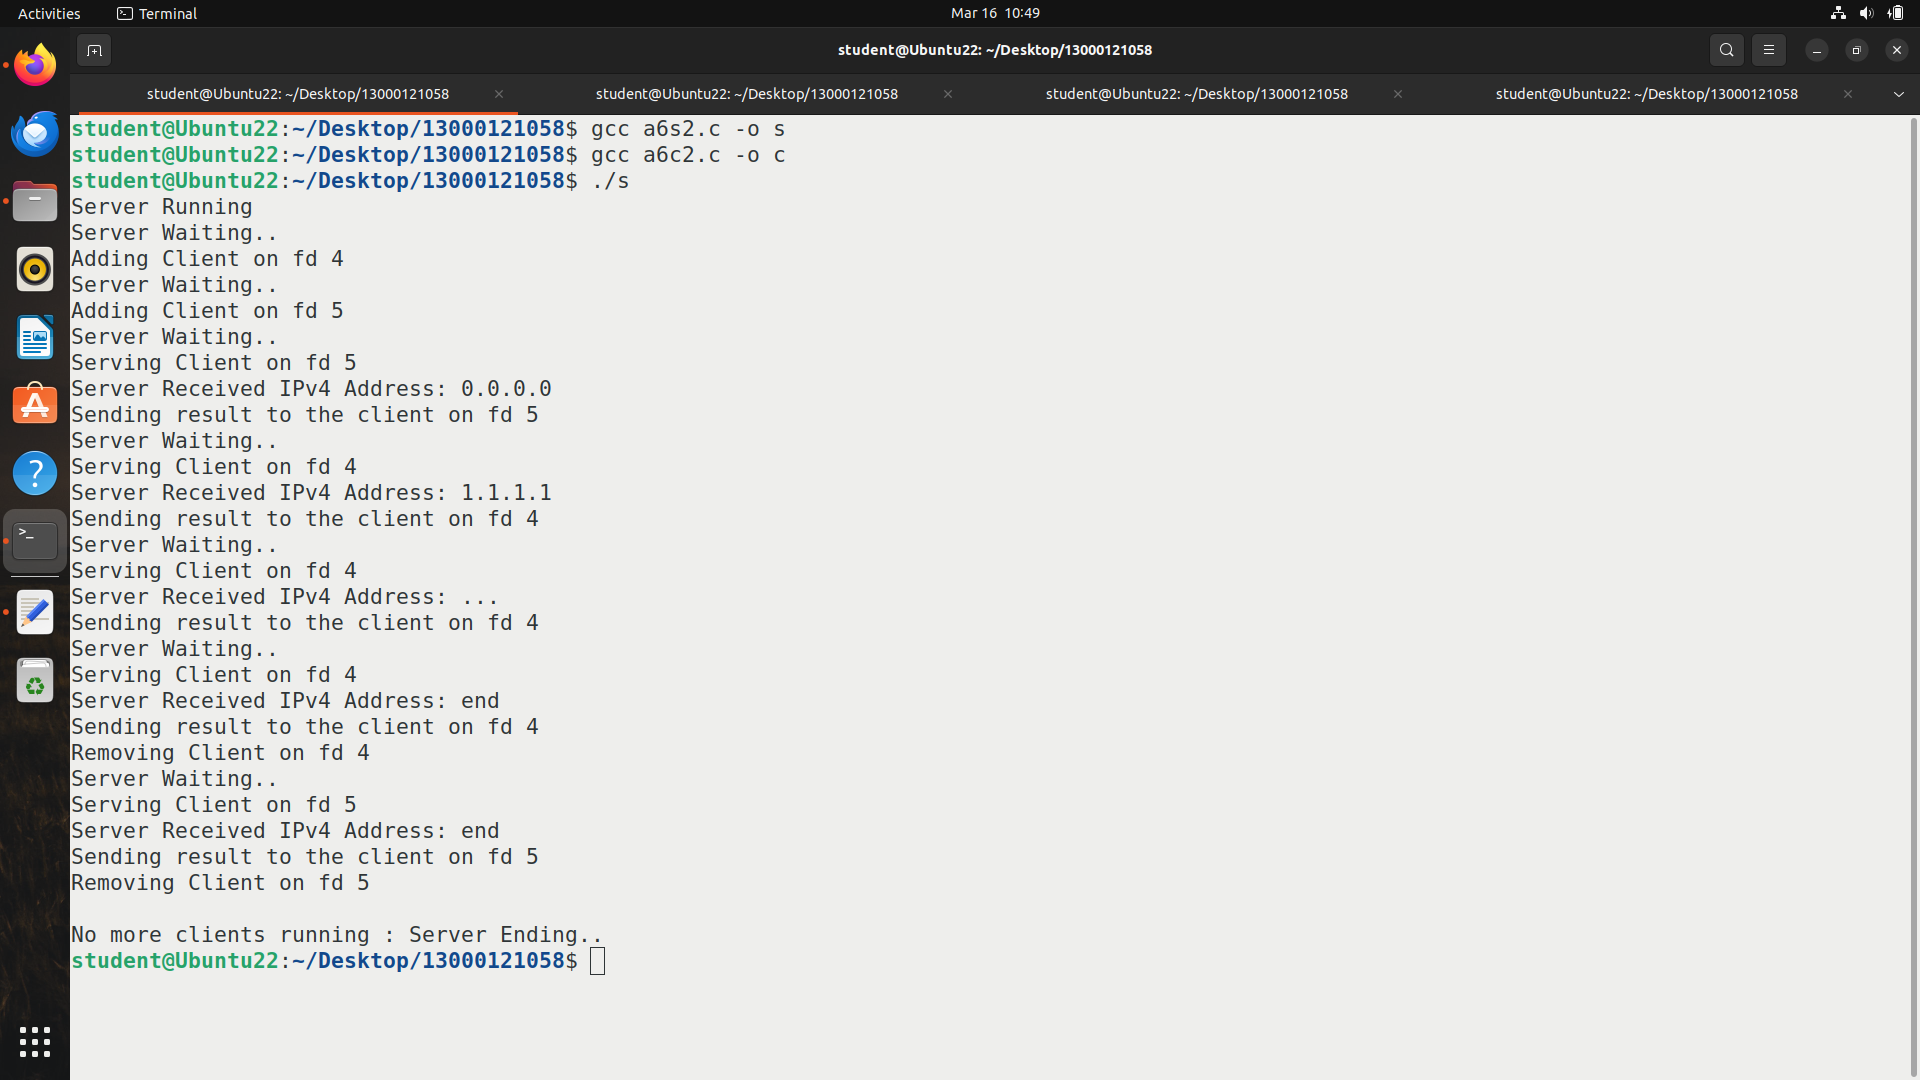 Activities
Terminal
Mar 16 10:49
student@Ubuntu22: ~/Desktop/13000121058
student@Ubuntu22: ~/Desktop/13000121058
student@Ubuntu22: ~/Desktop/13000121058
student@Ubuntu22: ~/Desktop/13000121058
student@Ubuntu22: ~/Desktop/13000121058
student@Ubuntu22:~/Desktop/13000121058$ gcc a6s2.c -o s
student@Ubuntu22:~/Desktop/13000121058$ gcc a6c2.c -o c
student@Ubuntu22:~/Desktop/13000121058$ ./s
Server Running
Server Waiting..
Adding Client on fd 4
Server Waiting..
Adding Client on fd 5
Server Waiting..
Serving Client on fd 5
Server Received IPv4 Address: 0.0.0.0
Sending result to the client on fd 5
Server Waiting..
Serving Client on fd 4
Server Received IPv4 Address: 1.1.1.1
Sending result to the client on fd 4
Server Waiting..
Serving Client on fd 4
Server Received IPv4 Address: ...
Sending result to the client on fd 4
Server Waiting..
Serving Client on fd 4
Server Received IPv4 Address: end
Sending result to the client on fd 4
Removing Client on fd 4
Server Waiting..
Serving Client on fd 5
Server Received IPv4 Address: end
Sending result to the client on fd 5
Removing Client on fd 5
No more clients running : Server Ending..
student@Ubuntu22:~/Desktop/13000121058$